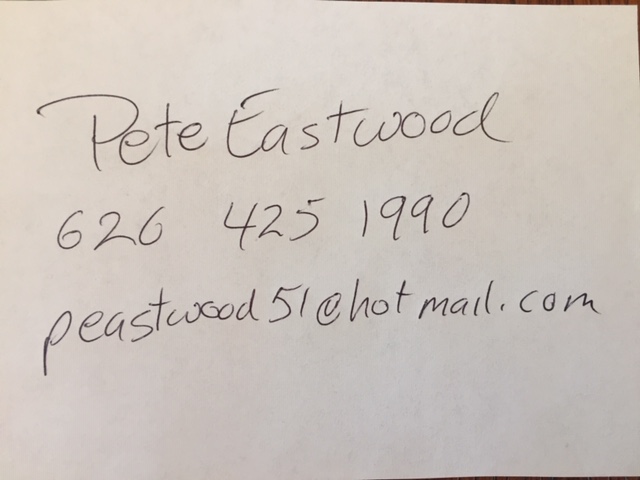 Pete Eastwood
626 425 1990
peastwood51@hotmail.com